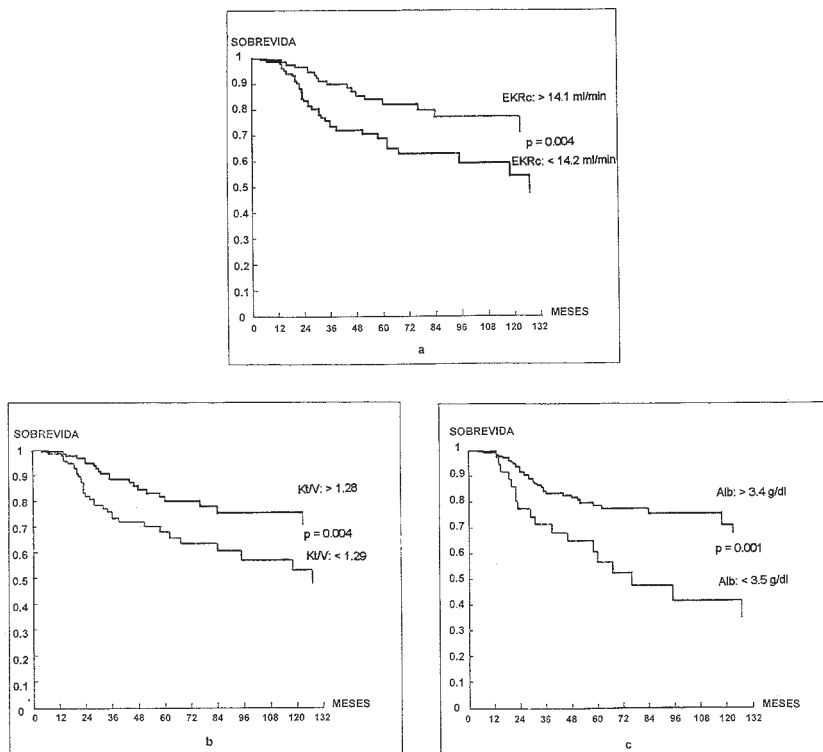 SOBREVIDA
1
0.9
0.8
0.7
0.6
0.5
0.4
0.3
0.2
0.1
0
EKRc: > 14.1 ml/min
p = 0.004
EKRc: < 14.2 ml/min
0 12 24 36 48 60 72 84 96 108 120 132 MESES
a
SOBREVIDA
1
0.9
0.8
0.7
0.6
0.5
0.4
0.3
0.2
0.1
0
Kt/V: > 1.28
p = 0.004
Kt/V: < 1.29
0 12 24 36 48 60 72 84 96 108 120 132 MESES
b
SOBREVIDA
1
0.9
0.8
0.7
0.6
0.5
0.4
0.3
0.2
0.1
0
Alb: > 3.4 g/dl
p = 0.001
Alb: < 3.5 g/dl
0 12 24 36 48 60 72 84 96 108 120 132 MESES
c